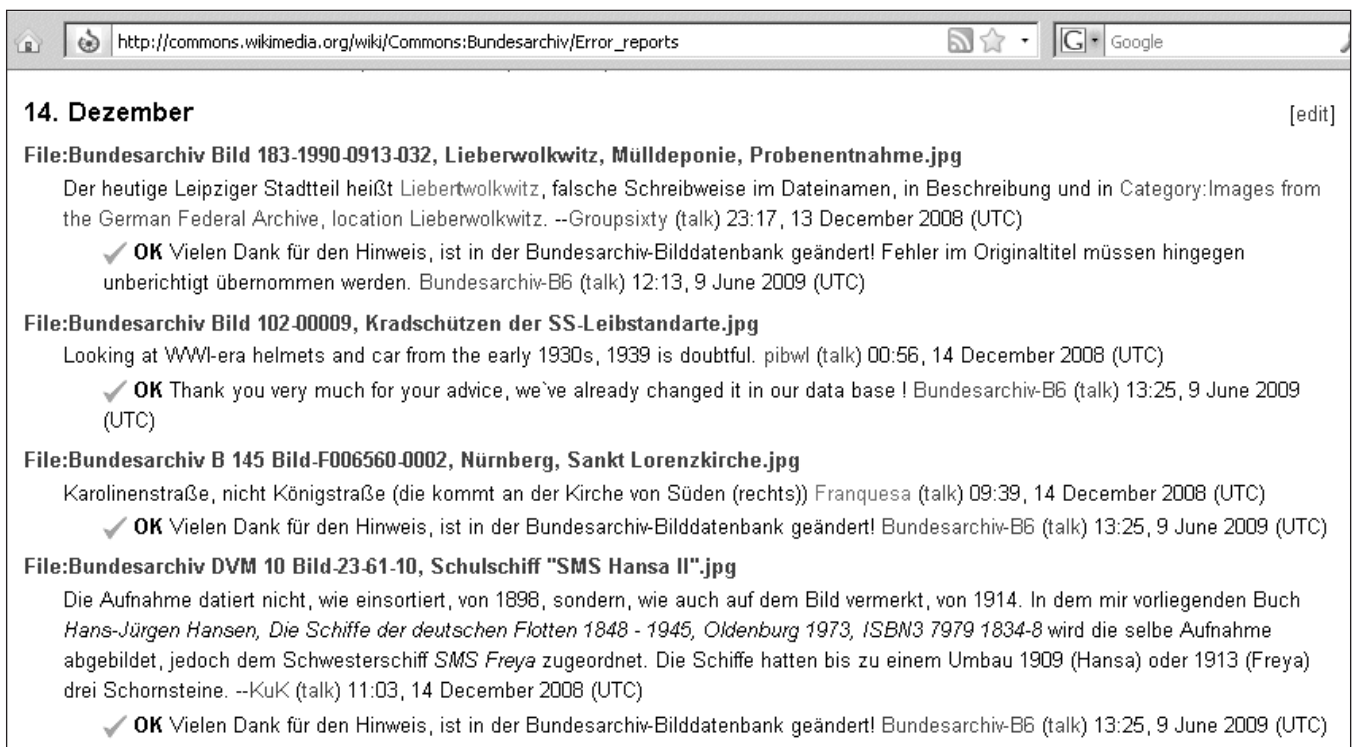 http://commons.wikimedia.org/wiki/Commons:Bundesarchiv/Error_reports
G Google
14. Dezember [edit]
File:Bundesarchiv Bild 183-1990-0913-032, Lieberwolkwitz, Mülldeponie, Probenentnahme.jpg
Der heutige Leipziger Stadtteil heißt Liebertwolkwitz, falsche Schreibweise im Dateinamen, in Beschreibung und in Category:Images from
the German Federal Archive, location Lieberwolkwitz. --Groupsixty (talk) 23:17, 13 December 2008 (UTC)
OK Vielen Dank für den Hinweis, ist in der Bundesarchiv-Bilddatenbank geändert! Fehler im Originaltitel müssen hingegen
unberichtigt übernommen werden. Bundesarchiv-B6 (talk) 12:13, 9 June 2009 (UTC)
File:Bundesarchiv Bild 102-00009, Kradschützen der SS-Leibstandarte.jpg
Looking at WWI-era helmets and car from the early 1930s, 1939 is doubtful. pibwl (talk) 00:56, 14 December 2008 (UTC)
OK Thank you very much for your advice, we`ve already changed it in our data base ! Bundesarchiv-B6 (talk) 13:25, 9 June 2009
(UTC)
File:Bundesarchiv B 145 Bild-F006560-0002, Nürnberg, Sankt Lorenzkirche.jpg
Karolinenstraße, nicht Königstraße (die kommt an der Kirche von Süden (rechts)) Franquesa (talk) 09:39, 14 December 2008 (UTC)
OK Vielen Dank für den Hinweis, ist in der Bundesarchiv-Bilddatenbank geändert! Bundesarchiv-B6 (talk) 13:25, 9 June 2009 (UTC)
File:Bundesarchiv DVM 10 Bild-23-61-10, Schulschiff "SMS Hansa II".jpg
Die Aufnahme datiert nicht, wie einsortiert, von 1898, sondern, wie auch auf dem Bild vermerkt, von 1914. In dem mir vorliegenden Buch
Hans-Jürgen Hansen, Die Schiffe der deutschen Flotten 1848 - 1945, Oldenburg 1973, ISBN3 7979 1834-8 wird die selbe Aufnahme
abgebildet, jedoch dem Schwesterschiff SMS Freya zugeordnet. Die Schiffe hatten bis zu einem Umbau 1909 (Hansa) oder 1913 (Freya)
drei Schornsteine. --KuK (talk) 11:03, 14 December 2008 (UTC)
OK Vielen Dank für den Hinweis, ist in der Bundesarchiv-Bilddatenbank geändert! Bundesarchiv-B6 (talk) 13:25, 9 June 2009 (UTC)